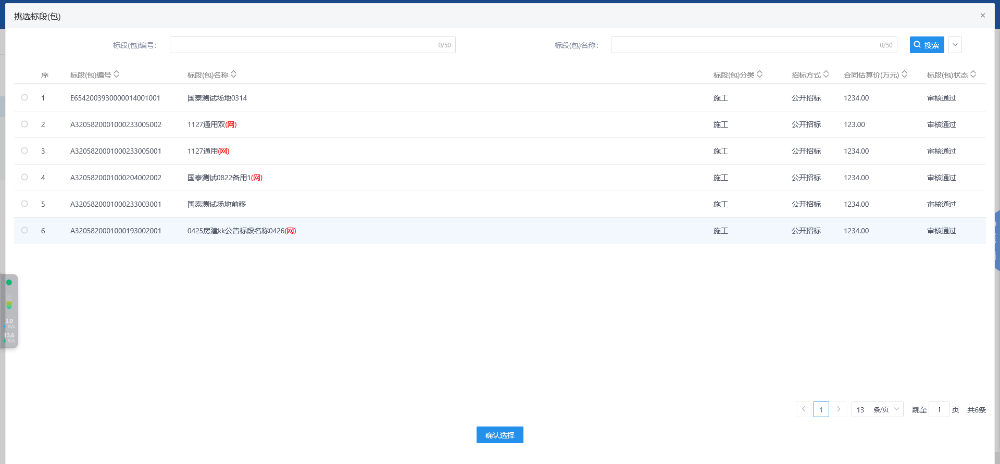 挑选标段(包)
标段(包)编号: 0/50 标段(包)名称: 0/50 搜索
序 标段(包)编号 标段(包)名称 标段(包)分类 招标方式 合同估算价(万元) 标段(包)状态
1 E6542003930000014001001 国泰测试场地0314 施工 公开招标 1234.00 审核通过
2 A3205820001000233005002 1127通用双(网) 施工 公开招标 123.00 审核通过
3 A3205820001000233005001 1127通用(网) 施工 公开招标 1234.00 审核通过
4 A3205820001000204002002 国泰测试0822备用1(网) 施工 公开招标 1234.00 审核通过
5 A3205820001000233003001 国泰测试场地前移 施工 公开招标 1234.00 审核通过
6 A3205820001000193002001 0425房建kk公告标段名称0426(网) 施工 公开招标 1234.00 审核通过
3.0
K/s
13.6
K/s
1 13 条/页 跳至 1 页 共6条
确认选择